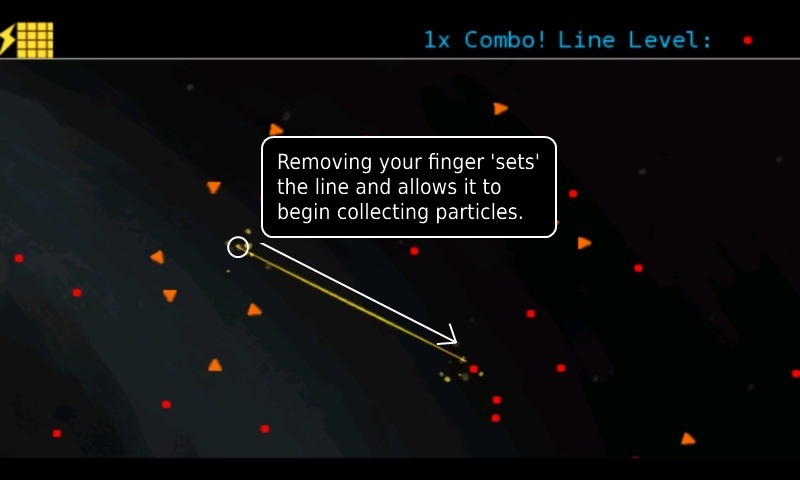 1x Combo! Line Level:
Removing your finger 'sets'
the line and allows it to
begin collecting particles.